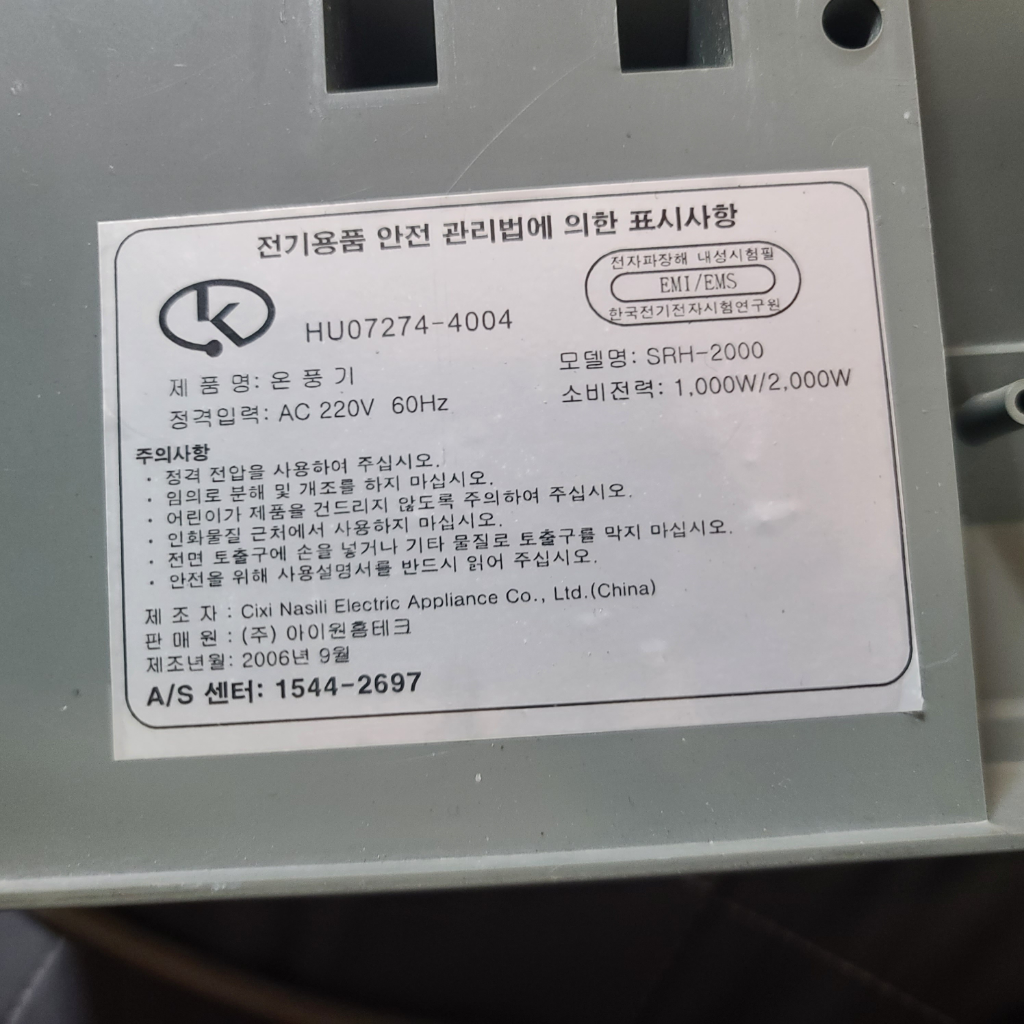 전기용품 안전 관리법에 의한 표시사항
전자파장해 내성시험필
EMI/EMS
한국전기전자시험연구원
HU07274-4004
제 품 명: 온 풍 기
모델명: SRH-2000
정격입력: AC 220V 60Hz
소비전력: 1,000W/2,000W
주의사항
· 정격 전압을 사용하여 주십시오.
· 임의로 분해 및 개조를 하지 마십시오.
· 어린이가 제품을 건드리지 않도록 주의하여 주십시오.
· 인화물질 근처에서 사용하지 마십시오.
· 전면 토출구에 손을 넣거나 기타 물질로 토출구를 막지 마십시오.
· 안전을 위해 사용설명서를 반드시 읽어 주십시오.
제 조 자 : Cixi Nasili Electric Appliance Co., Ltd.(China)
판 매 원 : (주) 아이원홈테크
제조년월: 2006년 9월
A/S 센터: 1544-2697